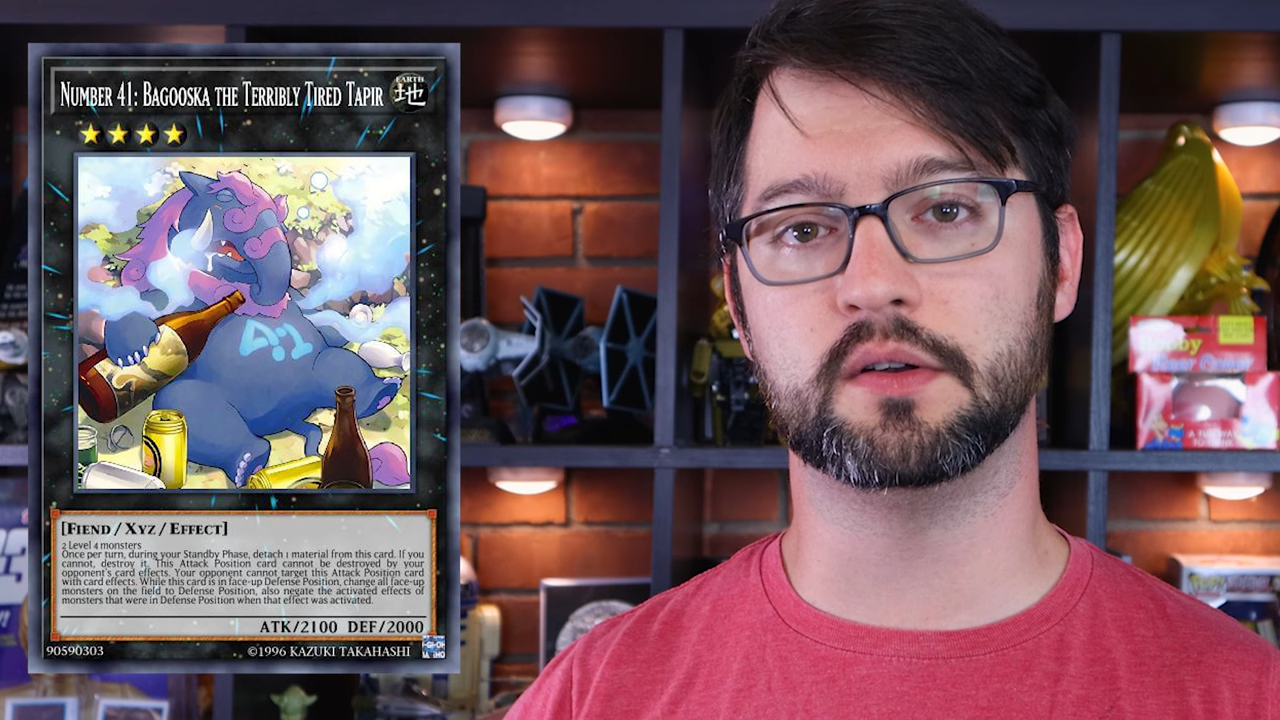 NUMBER 41: BAGOOSKA THE TERRIBLY TIRED TAPIR
EARTH
地
[FIEND / XYZ / EFFECT]
2 Level 4 monsters
Once per turn, during your Standby Phase, detach 1 material from this card. If you
cannot, destroy it. This Attack Position card cannot be destroyed by your
opponent's card effects. Your opponent cannot target this Attack Position card
with card effects. While this card is in face-up Defense Position, change all face-up
monsters on the field to Defense Position, also negate the activated effects of
monsters that were in Defense Position when that effect was activated.
ATK/2100 DEF/2000
90590303
©1996 KAZUKI TAKAHASHI